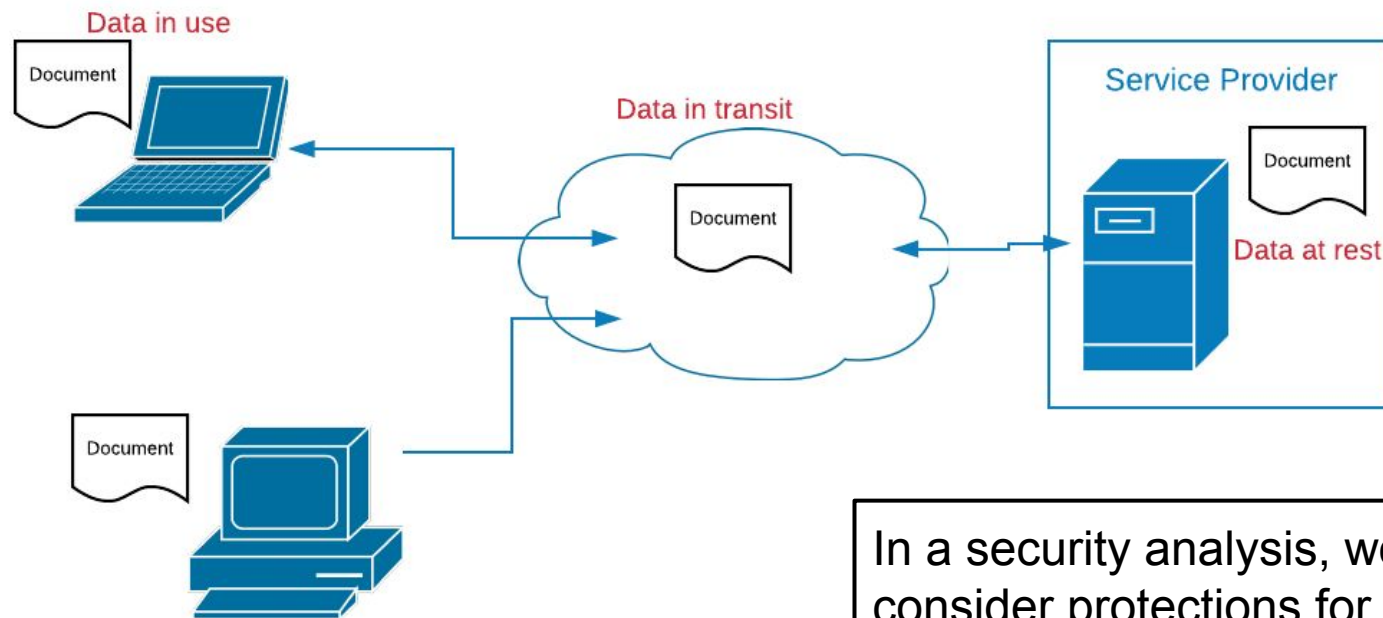 Data in use
Document
Data in transit
Document
Service Provider
Document
Data at rest
Document
In a security analysis, we
consider protections for